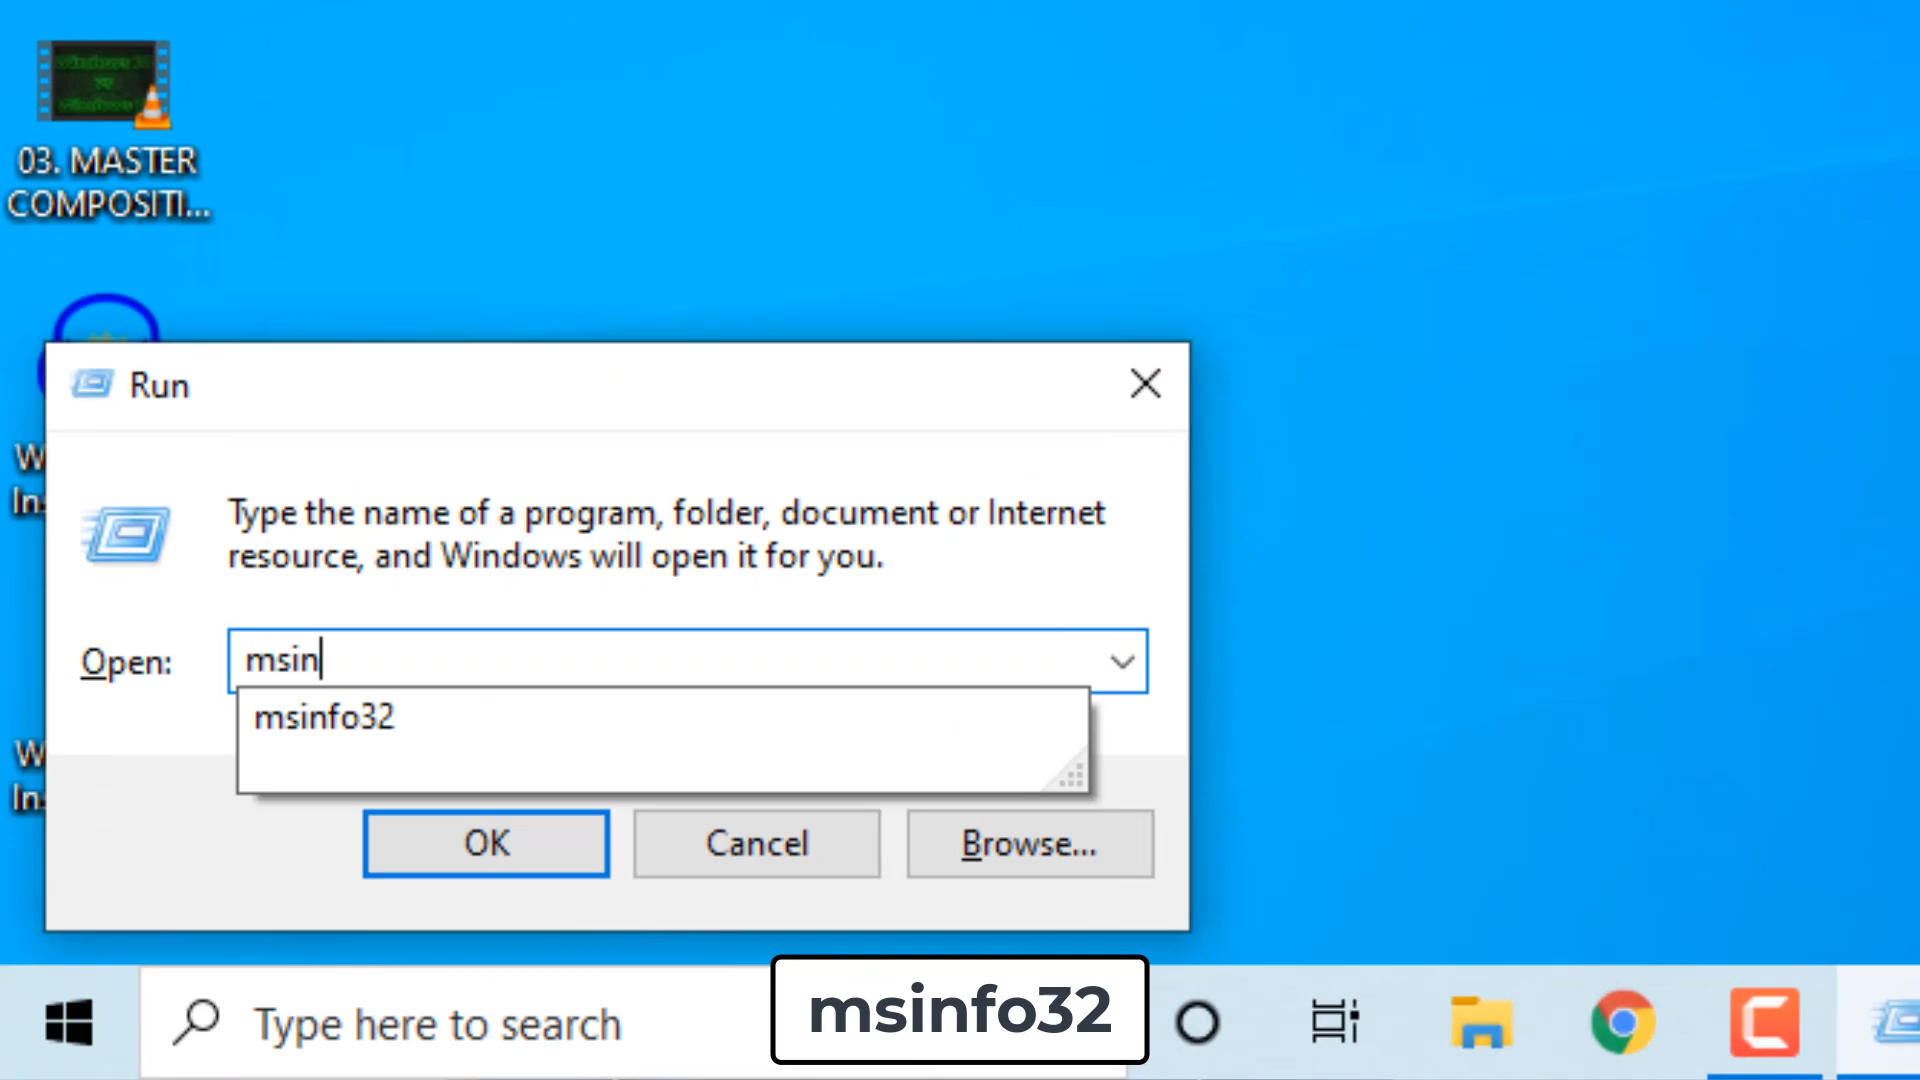 03. MASTER
COMPOSITI...
Run
Type the name of a program, folder, document or Internet
resource, and Windows will open it for you.
Open:
msin
msinfo32
OK
Cancel
Browse...
Type here to search
msinfo32